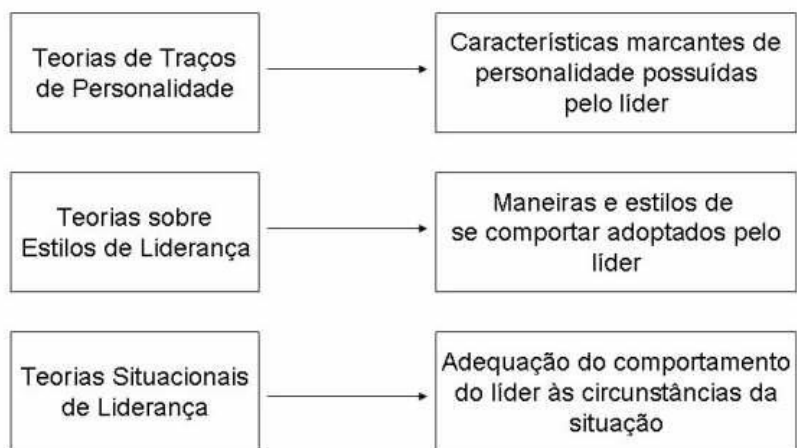 Teorias de Traços
de Personalidade
Características marcantes de
personalidade possuídas
pelo líder
Teorias sobre
Estilos de Liderança
Maneiras e estilos de
se comportar adoptados pelo
líder
Teorias Situacionais
de Liderança
Adequação do comportamento
do líder às circunstâncias da
situação